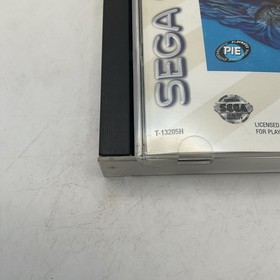 SEGA
PIE
T-13205H
SEGA
LICENSED
FOR PLAY